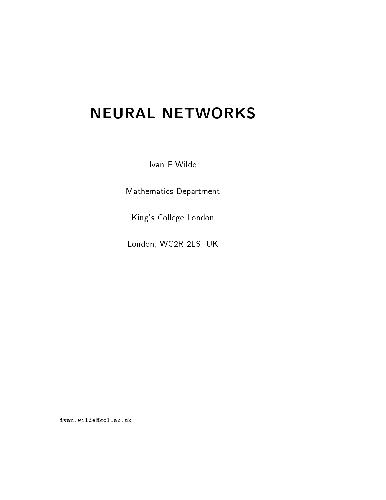 NEURAL NETWORKS
Ivan F Wilde
Mathematics Department
King's College London
London, WC2R 2LS, UK
ivan.wilde@kcl.ac.uk